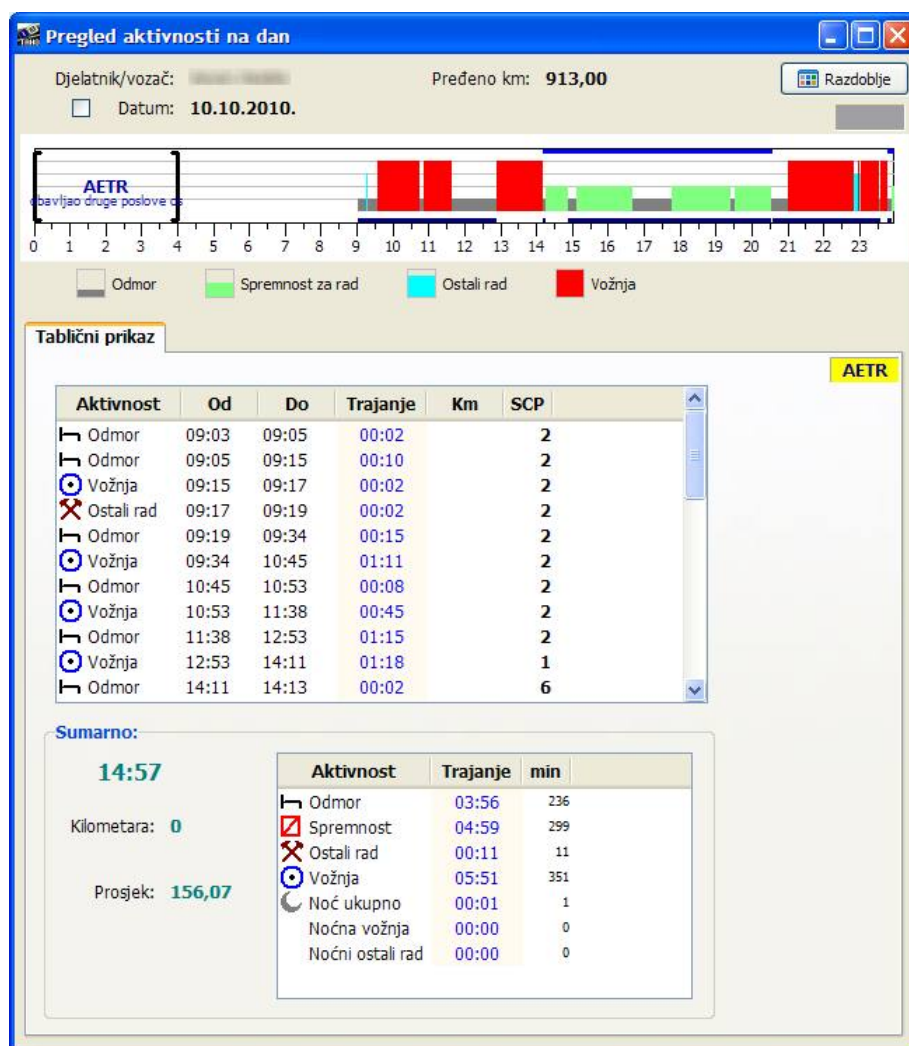 Pregled aktivnosti na dan
Djelatnik/vozač: Pređeno km: 913,00 Razdoblje
Datum: 10.10.2010.
AETR
obavljao druge poslove os
0 1 2 3 4 5 6 7 8 9 10 11 12 13 14 15 16 17 18 19 20 21 22 23
Odmor Spremnost za rad Ostali rad Vožnja
Tablični prikaz
AETR
Aktivnost Od Do Trajanje Km SCP
Odmor 09:03 09:05 00:02 2
Odmor 09:05 09:15 00:10 2
Vožnja 09:15 09:17 00:02 2
Ostali rad 09:17 09:19 00:02 2
Odmor 09:19 09:34 00:15 2
Vožnja 09:34 10:45 01:11 2
Odmor 10:45 10:53 00:08 2
Vožnja 10:53 11:38 00:45 2
Odmor 11:38 12:53 01:15 2
Vožnja 12:53 14:11 01:18 1
Odmor 14:11 14:13 00:02 6
Sumarno:
14:57
Kilometara: 0
Prosjek: 156,07
Aktivnost Trajanje min
Odmor 03:56 236
Spremnost 04:59 299
Ostali rad 00:11 11
Vožnja 05:51 351
Noć ukupno 00:01 1
Noćna vožnja 00:00 0
Noćni ostali rad 00:00 0